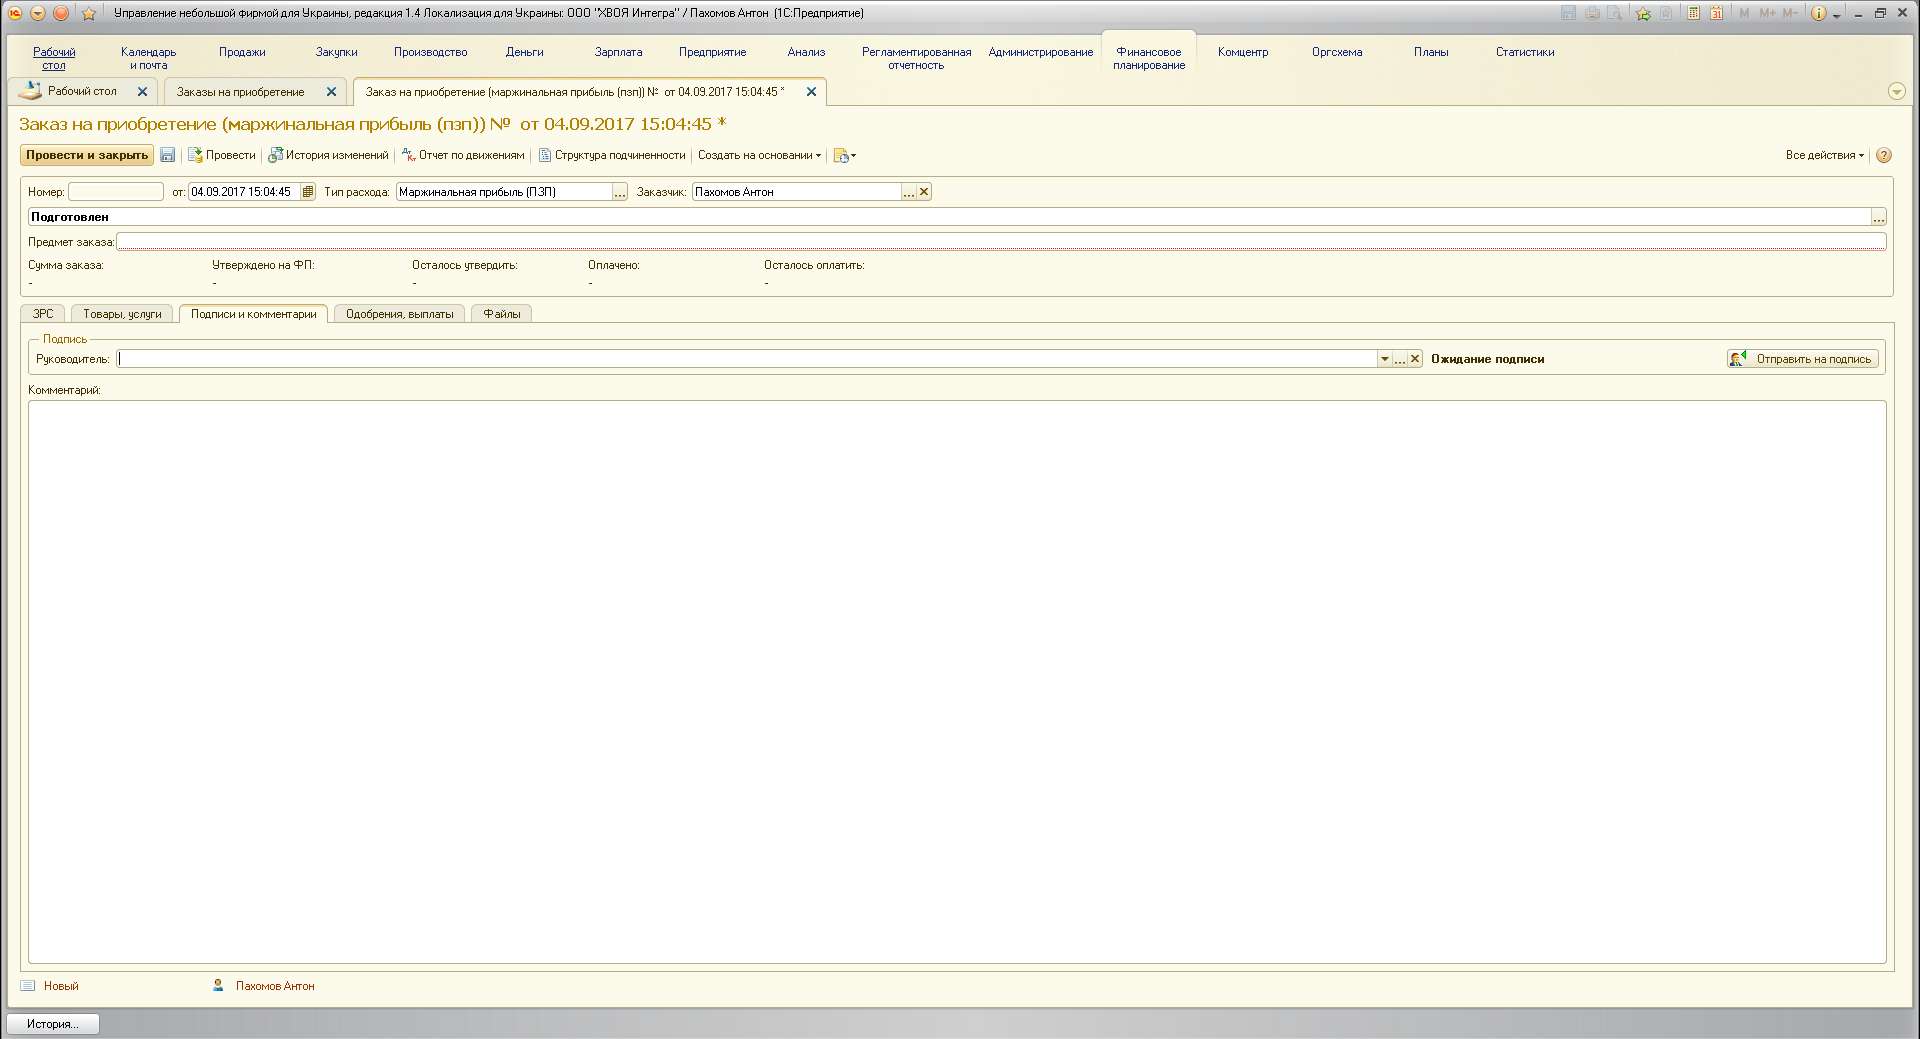 Управление небольшой фирмой для Украины, редакция 1.4 Локализация для Украины: ООО "ХВОЯ Интегра" / Пахомов Антон (1С:Предприятие)
M M+ M-
Рабочий стол
Календарь и почта
Продажи
Закупки
Производство
Деньги
Зарплата
Предприятие
Анализ
Регламентированная отчетность
Администрирование
Финансовое планирование
Комцентр
Оргсхема
Планы
Статистики
Рабочий стол
Заказы на приобретение
Заказ на приобретение (маржинальная прибыль (пзп)) № от 04.09.2017 15:04:45 *
Заказ на приобретение (маржинальная прибыль (пзп)) № от 04.09.2017 15:04:45 *
Провести и закрыть
Провести
История изменений
Отчет по движениям
Структура подчиненности
Создать на основании
Все действия
?
Номер:
от: 04.09.2017 15:04:45
Тип расхода: Маржинальная прибыль (ПЗП) ...
Заказчик: Пахомов Антон ...
Подготовлен ...
Предмет заказа:
Сумма заказа:
Утверждено на ФП:
Осталось утвердить:
Оплачено:
Осталось оплатить:
- - - - -
ЗРС
Товары, услуги
Подписи и комментарии
Одобрения, выплаты
Файлы
Подпись
Руководитель: ...
Ожидание подписи
Отправить на подпись
Комментарий:
Новый
Пахомов Антон
История...